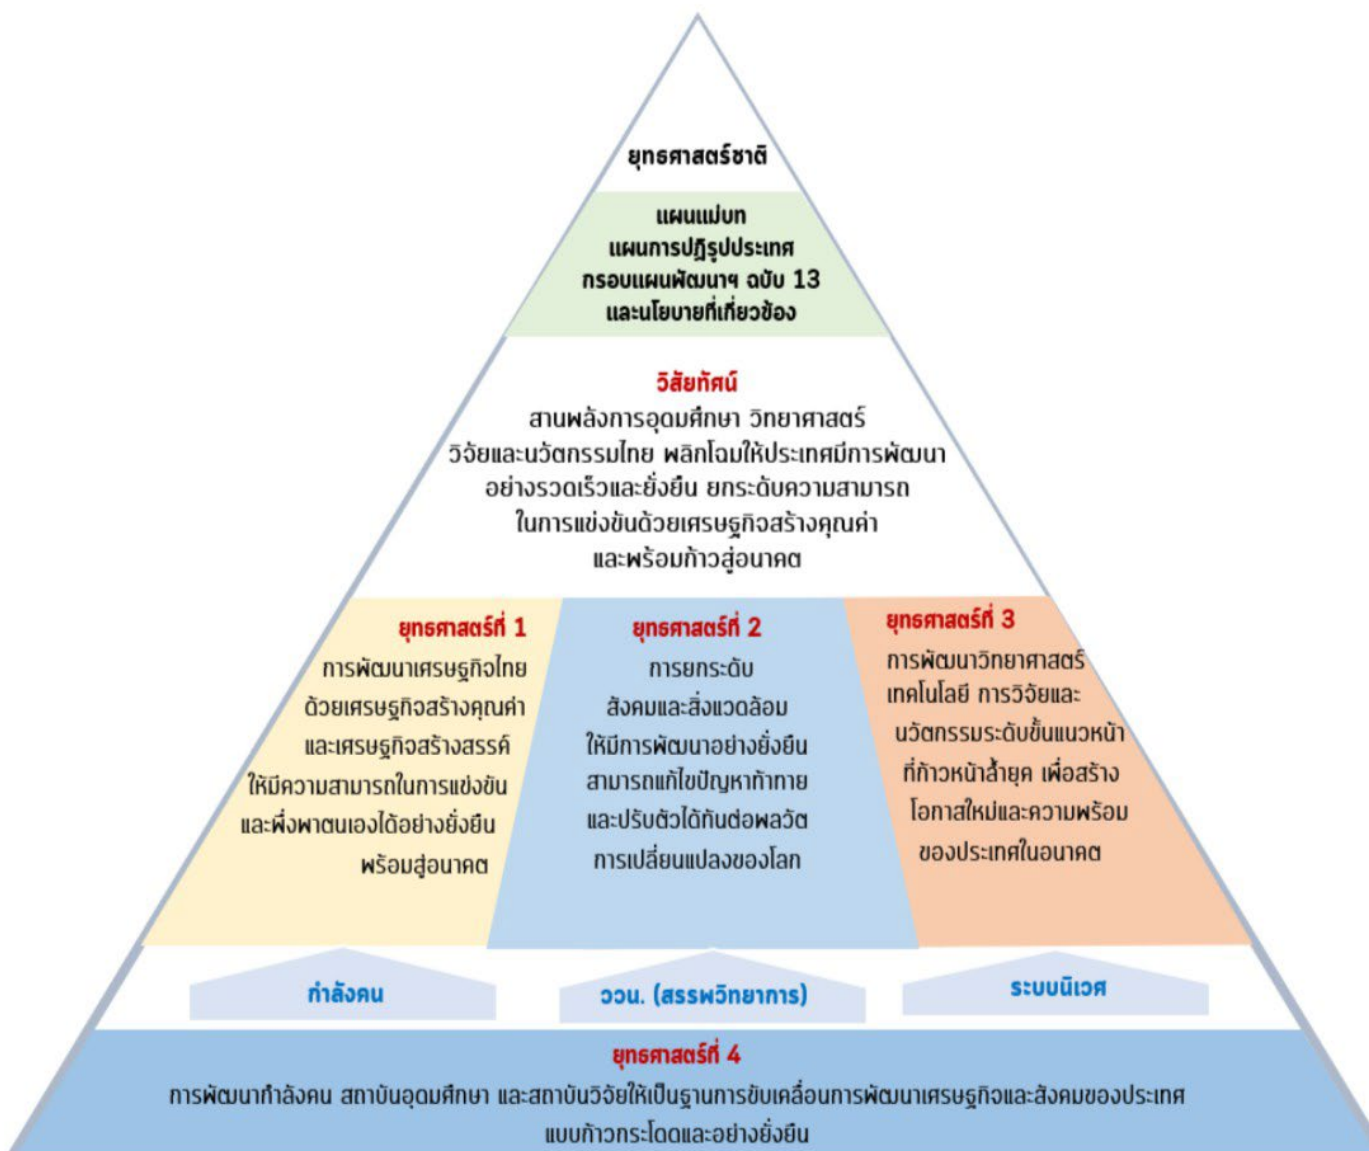 ยุทธศาสตร์ชาติ
แผนแม่บท
แผนการปฏิรูปประเทศ
กรอบแผนพัฒนาฯ ฉบับ 13
และนโยบายที่เกี่ยวข้อง
วิสัยทัศน์
สานพลังการอุดมศึกษา วิทยาศาสตร์
วิจัยและนวัตกรรมไทย พลิกโฉมให้ประเทศมีการพัฒนา
อย่างรวดเร็วและยั่งยืน ยกระดับความสามารถ
ในการแข่งขันด้วยเศรษฐกิจสร้างคุณค่า
และพร้อมก้าวสู่อนาคต
ยุทธศาสตร์ที่ 1
การพัฒนาเศรษฐกิจไทย
ด้วยเศรษฐกิจสร้างคุณค่า
และเศรษฐกิจสร้างสรรค์
ให้มีความสามารถในการแข่งขัน
และพึ่งพาตนเองได้อย่างยั่งยืน
พร้อมสู่อนาคต
ยุทธศาสตร์ที่ 2
การยกระดับ
สังคมและสิ่งแวดล้อม
ให้มีการพัฒนาอย่างยั่งยืน
สามารถแก้ไขปัญหาท้าทาย
และปรับตัวได้ทันต่อพลวัต
การเปลี่ยนแปลงของโลก
ยุทธศาสตร์ที่ 3
การพัฒนาวิทยาศาสตร์
เทคโนโลยี การวิจัยและ
นวัตกรรมระดับขั้นแนวหน้า
ที่ก้าวหน้าล้ำยุค เพื่อสร้าง
โอกาสใหม่และความพร้อม
ของประเทศในอนาคต
กำลังคน
ววน. (สรรพวิทยาการ)
ระบบนิเวศ
ยุทธศาสตร์ที่ 4
การพัฒนากำลังคน สถาบันอุดมศึกษา และสถาบันวิจัยให้เป็นฐานการขับเคลื่อนการพัฒนาเศรษฐกิจและสังคมของประเทศ
แบบก้าวกระโดดและอย่างยั่งยืน